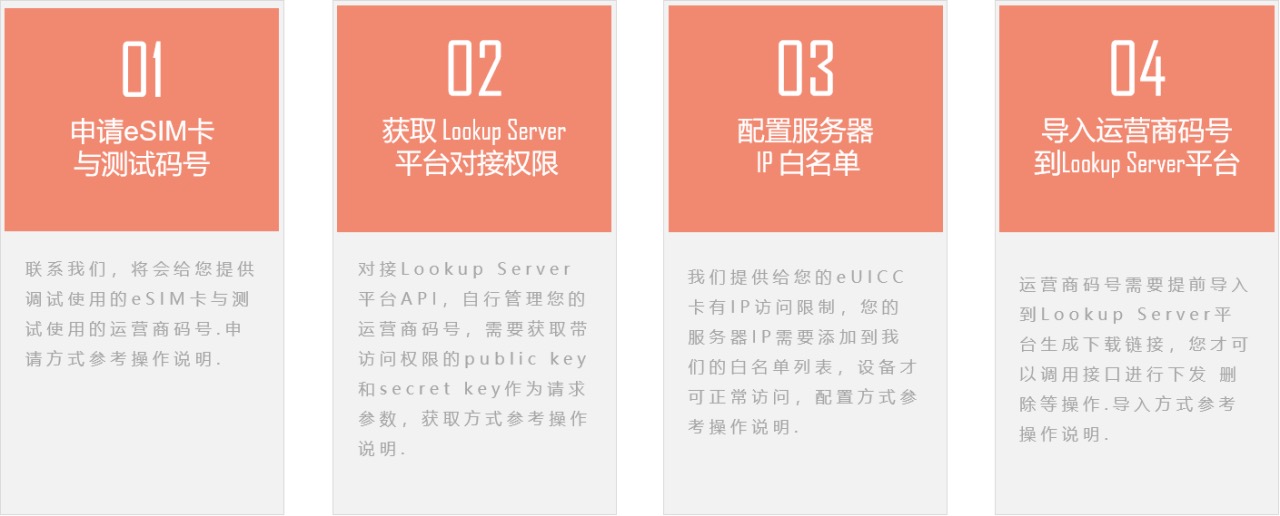 01
申请eSIM卡
与测试码号
联系我们，将会给您提供
调试使用的eSIM卡与测
试使用的运营商码号.申
请方式参考操作说明.
02
获取 Lookup Server
平台对接权限
对接Lookup Server
平台API，自行管理您的
运营商码号，需要获取带
访问权限的public key
和secret key作为请求
参数，获取方式参考操作
说明.
03
配置服务器
IP 白名单
我们提供给您的eUICC
卡有IP访问限制，您的
服务器IP需要添加到我
们的白名单列表，设备才
可正常访问，配置方式参
考操作说明.
04
导入运营商码号
到Lookup Server平台
运营商码号需要提前导入
到Lookup Server平
台生成下载链接，您才可
以调用接口进行下发 删
除等操作.导入方式参考
操作说明.